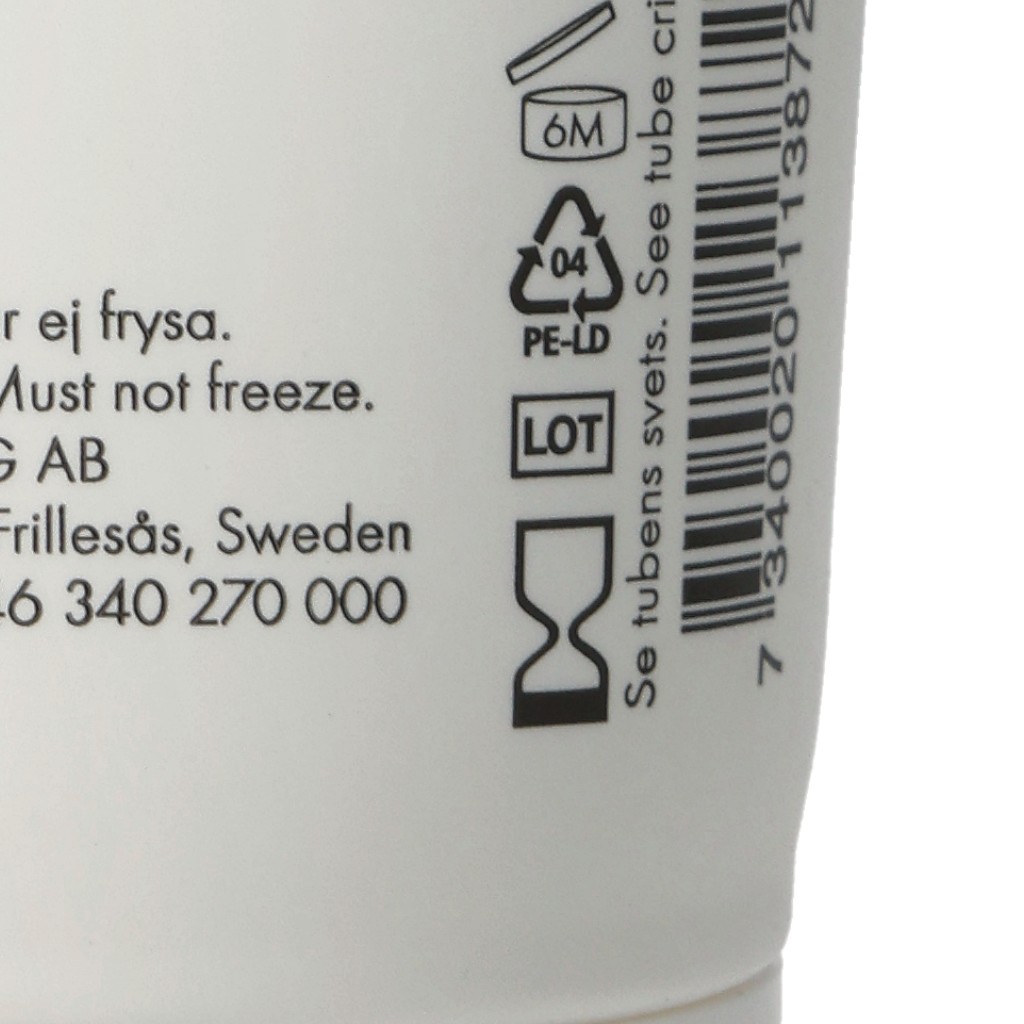 r ej frysa.
Must not freeze.
G AB
Frillesås, Sweden
46 340 270 000
6M
04
PE-LD
LOT
Se tubens svets. See tube cri
7 340020 113872